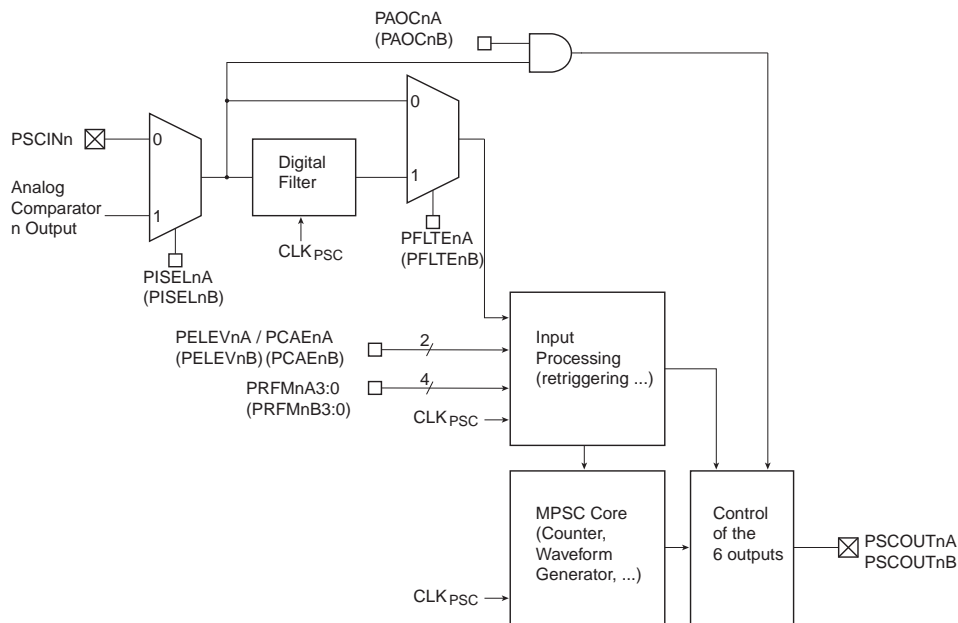 PAOCnA
(PAOCnB)
0
PSCINn
0
Digital
Filter
1
Analog
Comparator
n Output
1
CLKPSC
PFLTEnA
(PFLTEnB)
PISELnA
(PISELnB)
PELEVnA / PCAEnA
(PELEVnB) (PCAEnB)
2
Input
Processing
(retriggering ...)
PRFMnA3:0
(PRFMnB3:0)
4
CLKPSC
MPSC Core
(Counter,
Waveform
Generator, ...)
Control
of the
6 outputs
PSCOUTnA
PSCOUTnB
CLKPSC